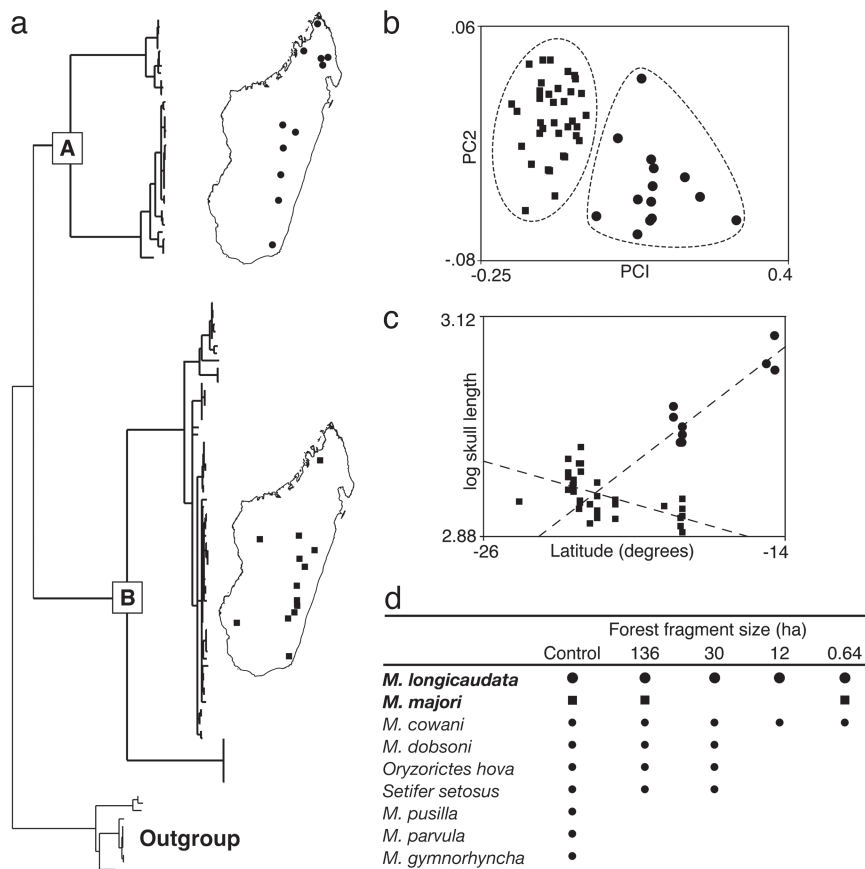 a
A
B
Outgroup
b
.06
PC2
-.08
-0.25
PCI
0.4
c
3.12
log skull length
2.88
-26
Latitude (degrees)
-14
d
Forest fragment size (ha)
Control 136 30 12 0.64
M. longicaudata
M. majori
M. cowani
M. dobsoni
Oryzorictes hova
Setifer setosus
M. pusilla
M. parvula
M. gymnorhyncha